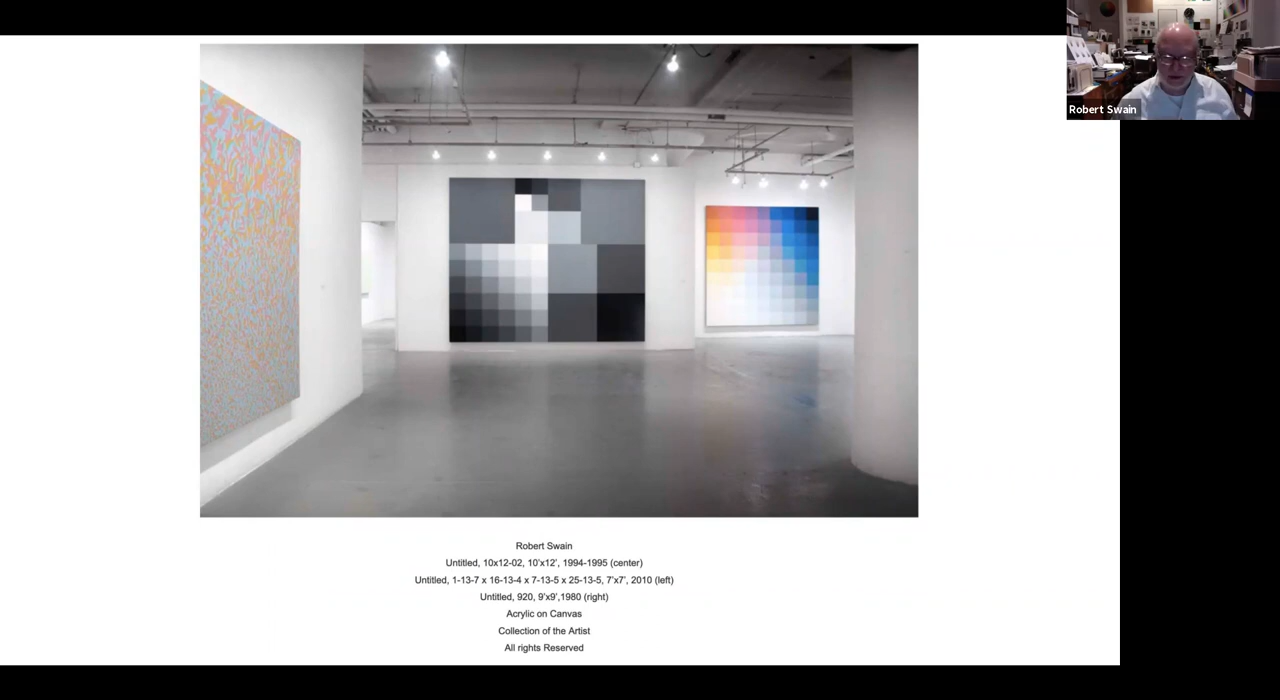 Robert Swain
Robert Swain
Untitled, 10x12-02, 10'x12', 1994-1995 (center)
Untitled, 1-13-7 x 16-13-4 x 7-13-5 x 25-13-5, 7'x7', 2010 (left)
Untitled, 920, 9'x9',1980 (right)
Acrylic on Canvas
Collection of the Artist
All rights Reserved